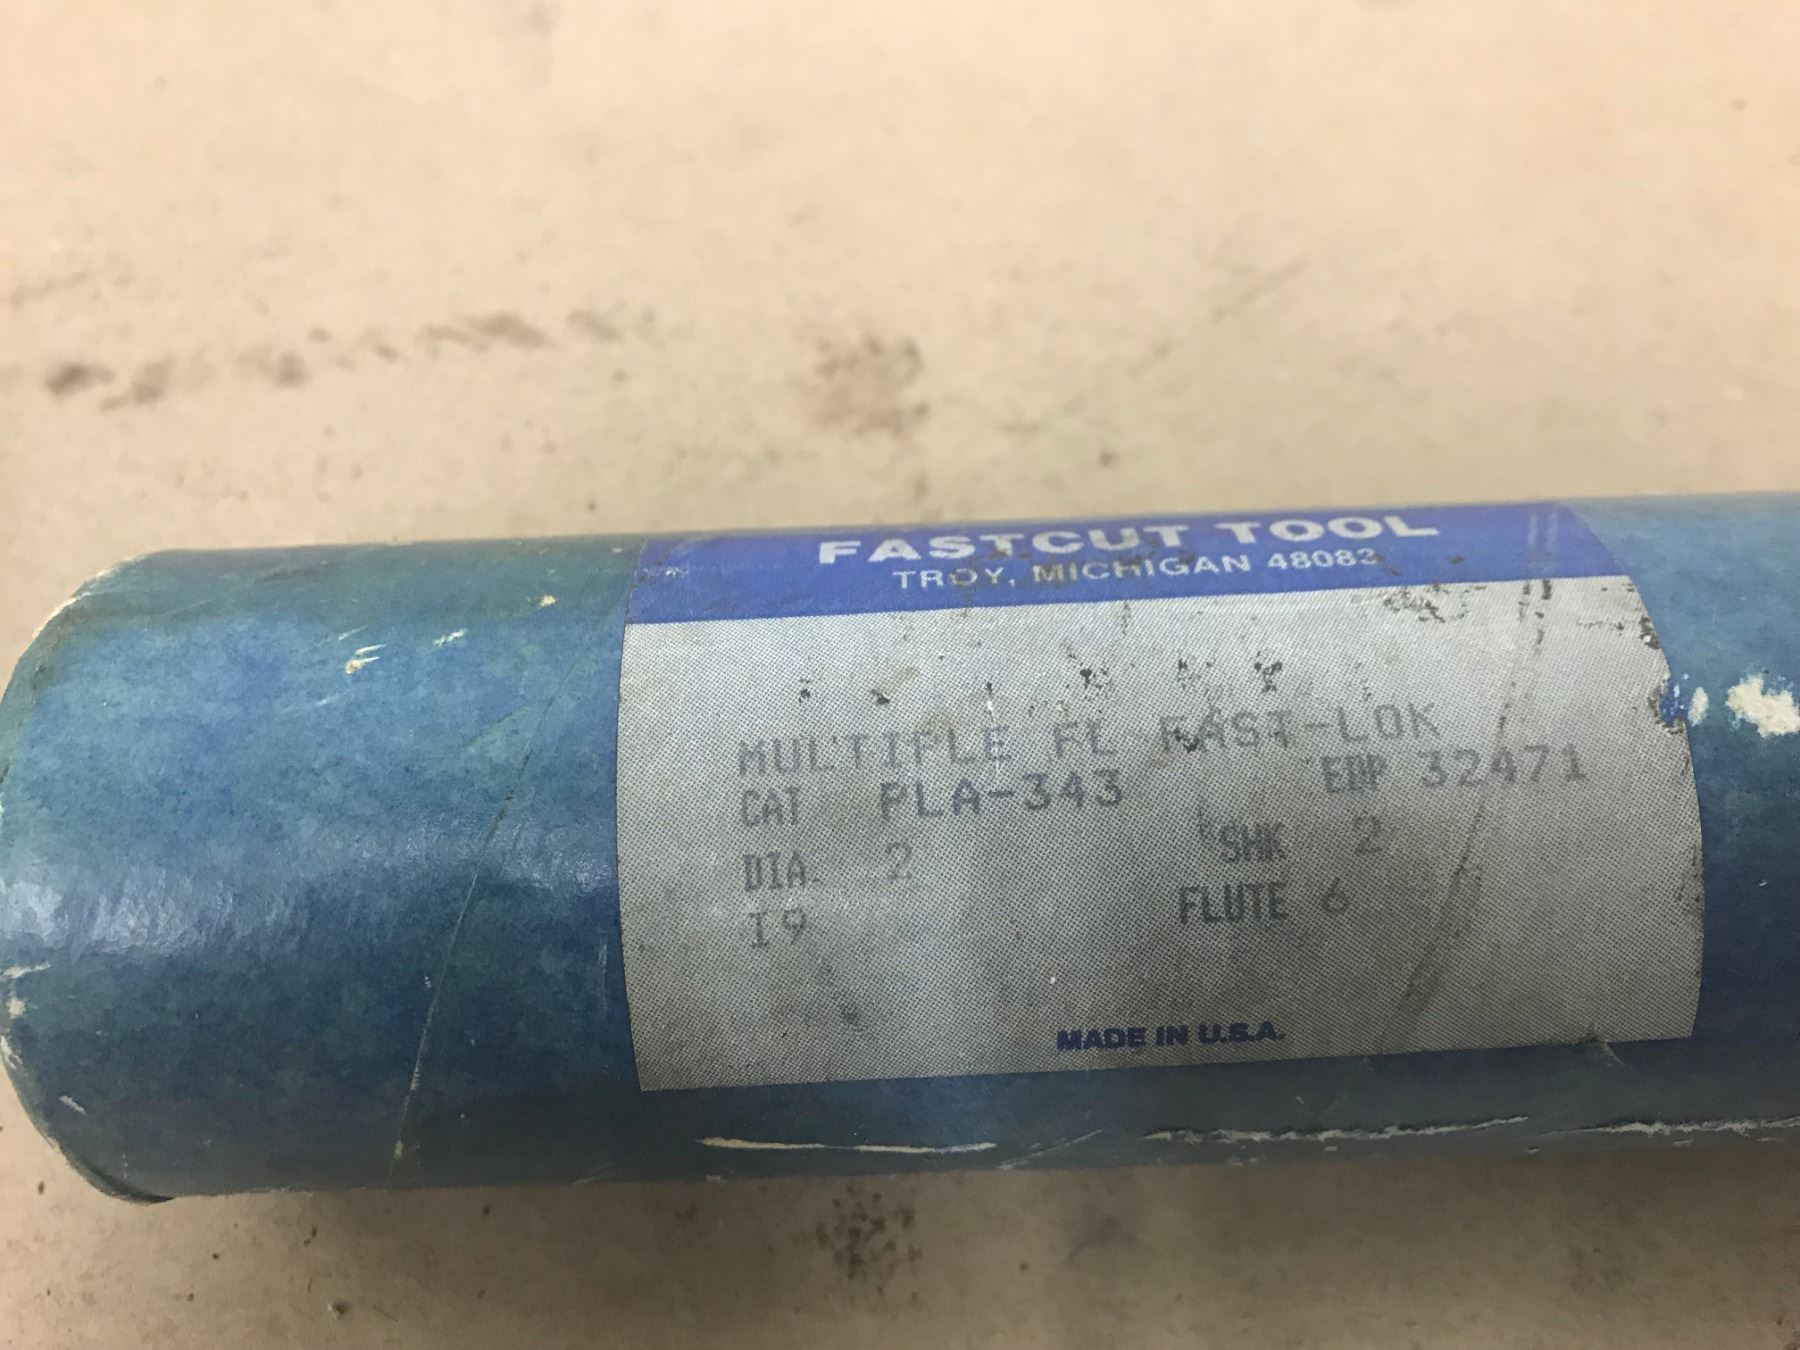 FASTCUT TOOL
TROY, MICHIGAN 48083
MULTIPLE FL FAST-LOK
CAT PLA-343 EDP 32471
DIA. 2 SHK 2
I9 FLUTE 6
MADE IN U.S.A.